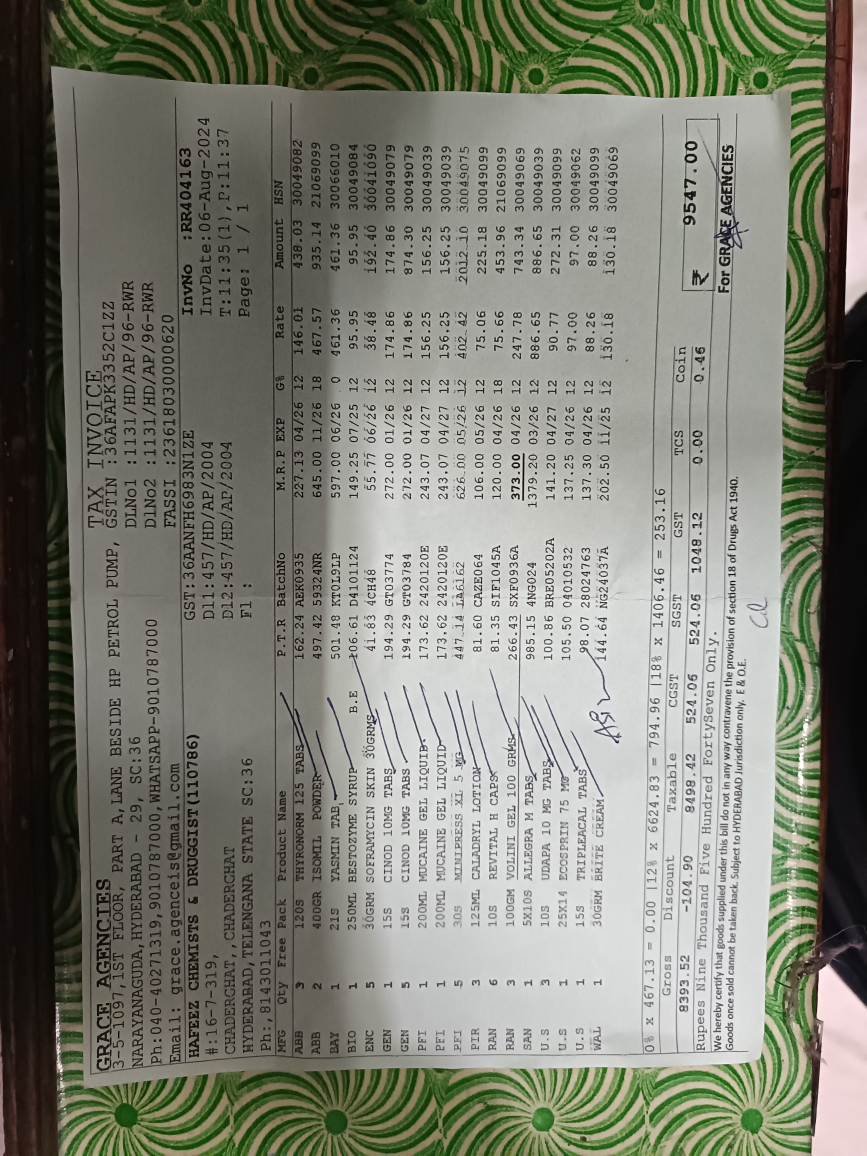 GRACE AGENCIES
TAX INVOICE
3-5-1097,1ST FLOOR, PART A,LANE BESIDE HP PETROL PUMP,
NARAYANAGUDA,HYDERABAD - 29, SC:36
Ph:040-40271319,9010787000,WHATSAPP-9010787000
Email: grace.agenceis@gmail.com
GSTIN :36AFAPK3352C1ZZ
DlNo1 :1131/HD/AP/96-RWR
DlNo2 :1131/HD/AP/96-RWR
FASSI :23618030000620
HAFEEZ CHEMISTS & DRUGGIST(110786)
#:16-7-319,
CHADERGHAT,,CHADERGHAT
HYDERABAD,TELENGANA STATE SC:36
Ph:,8143011043
GST:36AANFH6983N1ZE
Dl1:457/HD/AP/2004
Dl2:457/HD/AP/2004
Fl :
InvNo :RR404163
InvDate:06-Aug-2024
T:11:35(1),P:11:37
Page: 1 / 1
MFG Qty Free Pack Product Name P.T.R BatchNo M.R.P EXP G% Rate Amount HSN
ABB 3 120S THYRONORM 125 TABS 162.24 AEK0935 227.13 04/26 12 146.01 438.03 30049082
ABB 2 400GR ISOMIL POWDER 497.42 59324NR 645.00 11/26 18 467.57 935.14 21069099
BAY 1 21S YASMIN TAB 501.48 KT0L9LP 597.00 06/26 0 461.36 461.36 30066010
BIO 1 250ML BESTOZYME SYRUP B.E 106.61 D4101124 149.25 07/25 12 95.95 95.95 30049084
ENC 5 30GRM SOFRAMYCIN SKIN 30GRMS 41.83 4CH48 55.77 06/26 12 38.48 192.40 30041090
GEN 1 15S CINOD 10MG TABS 194.29 GT03774 272.00 01/26 12 174.86 174.86 30049079
GEN 5 15S CINOD 10MG TABS 194.29 GT03784 272.00 01/26 12 174.86 874.30 30049079
PFI 1 200ML MUCAINE GEL LIQUID 173.62 2420120E 243.07 04/27 12 156.25 156.25 30049039
PFI 1 200ML MUCAINE GEL LIQUID 173.62 2420120E 243.07 04/27 12 156.25 156.25 30049039
PFI 5 30S MINIPRESS XL 5 MG 447.14 LA6162 626.00 05/26 12 402.42 2012.10 30049075
PIR 3 125ML CALADRYL LOTION 81.60 CAZE064 106.00 05/26 12 75.06 225.18 30049099
RAN 6 10S REVITAL H CAPS 81.35 SIF1045A 120.00 04/26 18 75.66 453.96 21069099
RAN 3 100GM VOLINI GEL 100 GRMS 266.43 SXF0936A 373.00 04/26 12 247.78 743.34 30049069
SAN 1 5X10S ALLEGRA M TABS 985.15 4NG024 1379.20 03/26 12 886.65 886.65 30049039
U.S 3 10S UDAPA 10 MG TABS 100.86 BRE05202A 141.20 04/27 12 90.77 272.31 30049099
U.S 1 25X14 ECOSPRIN 75 MG 105.50 04010532 137.25 04/26 12 97.00 97.00 30049062
U.S 1 15S TRIPLEACAL TABS 98.07 28024763 137.30 04/26 12 88.26 88.26 30049099
WAL 1 30GRM BRITE CREAM 144.64 NG24037A 202.50 11/25 12 130.18 130.18 30049069
0% x 467.13 = 0.00 |12% x 6624.83 = 794.96 |18% x 1406.46 = 253.16
Gross Discount Taxable CGST SGST GST TCS Coin
8393.52 -104.90 8498.42 524.06 524.06 1048.12 0.00 0.46
₹ 9547.00
Rupees Nine Thousand Five Hundred FortySeven Only.
We hereby certify that goods supplied under this bill do not in any way contravene the provision of section 18 of Drugs Act 1940.
Goods once sold cannot be taken back. Subject to HYDERABAD Jurisdiction only. E & O.E.
For GRACE AGENCIES